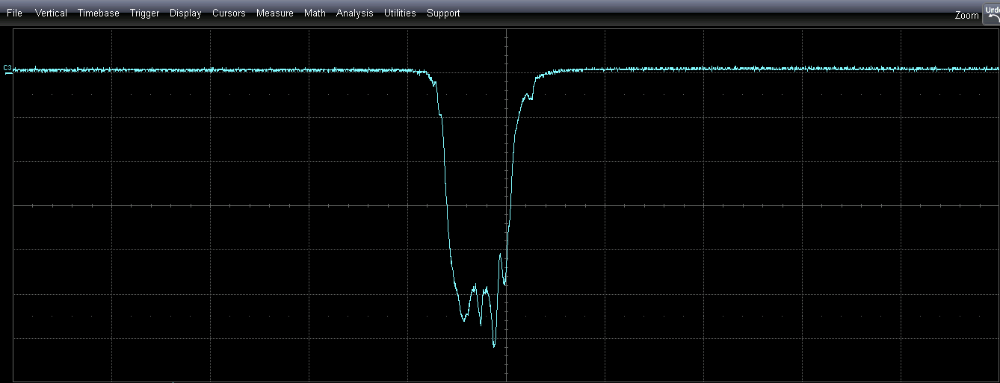 File Vertical Timebase Trigger Display Cursors Measure Math Analysis Utilities Support
Zoom
C3